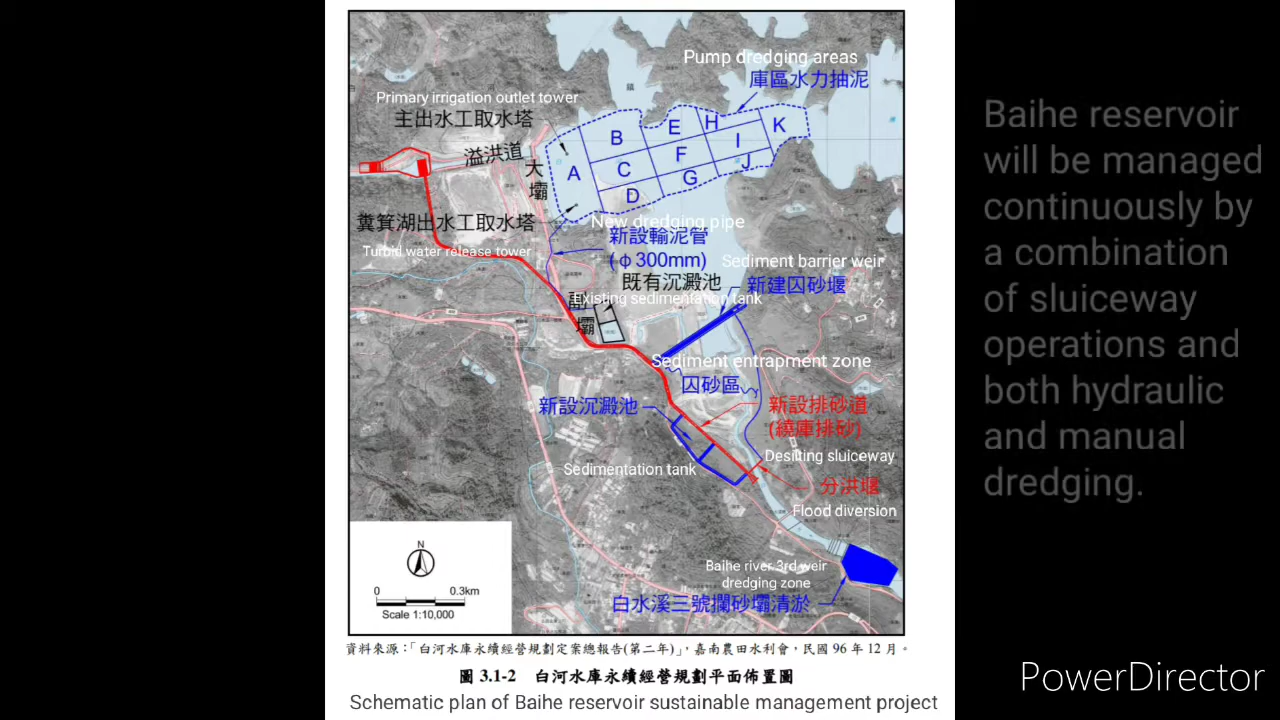 Pump dredging areas
庫區水力抽泥
Primary irrigation outlet tower
主出水工取水塔
溢洪道
大壩
A
B
C
D
E
F
G
H
I
J
K
糞箕湖出水工取水塔
Turbid water release tower
New dredging pipe
新設輸泥管
(φ300mm)
Sediment barrier weir
新建囚砂堰
既有沉澱池
Existing sedimentation tank
副壩
Sediment entrapment zone
囚砂區
新設沉澱池
新設排砂道
(繞庫排砂)
Desilting sluiceway
Sedimentation tank
分洪堰
Flood diversion
Baihe river 3rd weir
dredging zone
白水溪三號攔砂壩清淤
N
0 0.3km
Scale 1:10,000
資料來源：「白河水庫永續經營規劃定案總報告(第二年)」，嘉南農田水利會，民國 96 年 12 月。
圖 3.1-2 白河水庫永續經營規劃平面佈置圖
Schematic plan of Baihe reservoir sustainable management project
Baihe reservoir
will be managed
continuously by
a combination
of sluiceway
operations and
both hydraulic
and manual
dredging.
PowerDirector